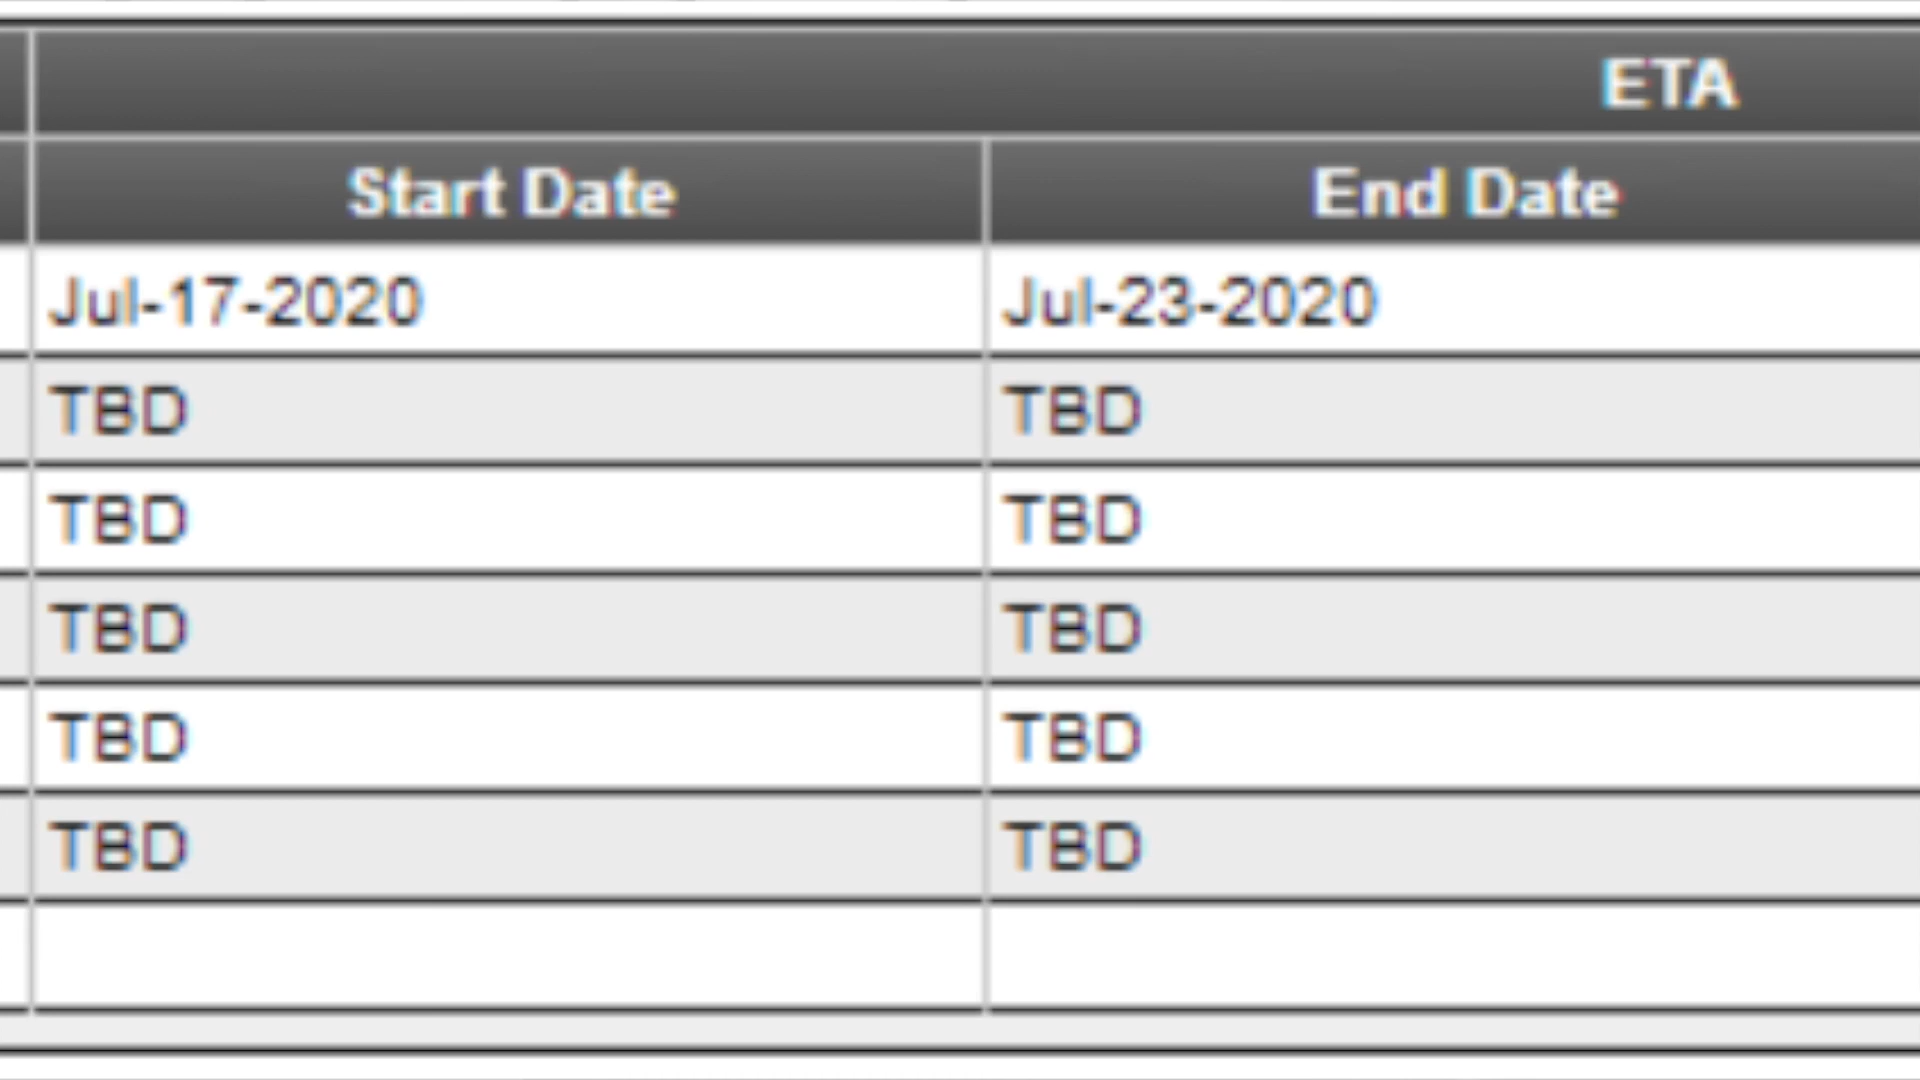 ETA
Start Date End Date
Jul-17-2020 Jul-23-2020
TBD TBD
TBD TBD
TBD TBD
TBD TBD
TBD TBD